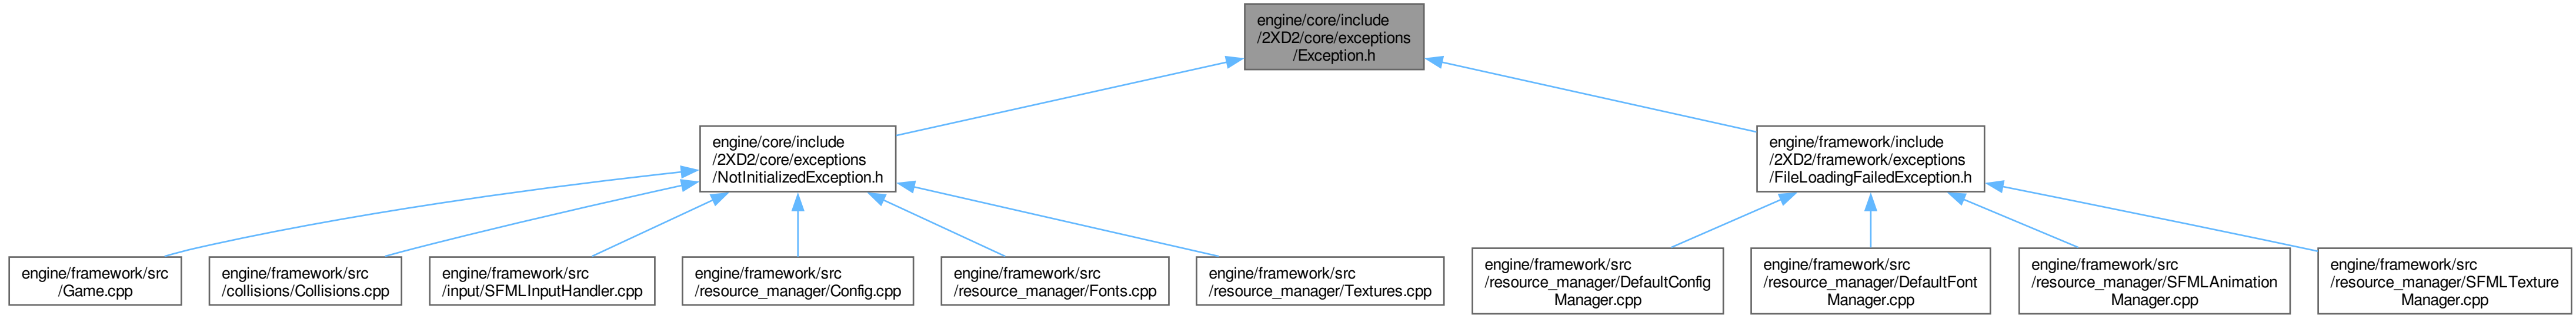 engine/core/include
/2XD2/core/exceptions
/Exception.h
engine/core/include
/2XD2/core/exceptions
/NotInitializedException.h
engine/framework/include
/2XD2/framework/exceptions
/FileLoadingFailedException.h
engine/framework/src
/Game.cpp
engine/framework/src
/collisions/Collisions.cpp
engine/framework/src
/input/SFMLInputHandler.cpp
engine/framework/src
/resource_manager/Config.cpp
engine/framework/src
/resource_manager/Fonts.cpp
engine/framework/src
/resource_manager/Textures.cpp
engine/framework/src
/resource_manager/DefaultConfig
Manager.cpp
engine/framework/src
/resource_manager/DefaultFont
Manager.cpp
engine/framework/src
/resource_manager/SFMLAnimation
Manager.cpp
engine/framework/src
/resource_manager/SFMLTexture
Manager.cpp